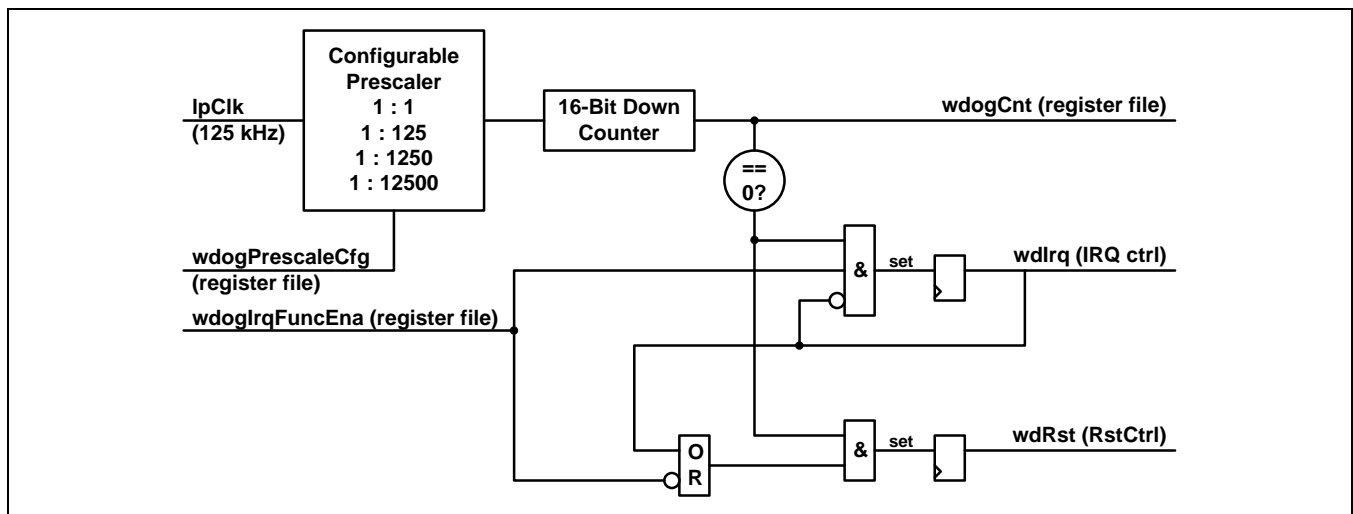 Configurable
Prescaler
1 : 1
1 : 125
1 : 1250
1 : 12500
lpClk
(125 kHz)
16-Bit Down
Counter
wdogCnt (register file)
==
0?
wdogPrescaleCfg
(register file)
wdogIrqFuncEna (register file)
&
set
wdIrq (IRQ ctrl)
O
R
&
set
wdRst (RstCtrl)